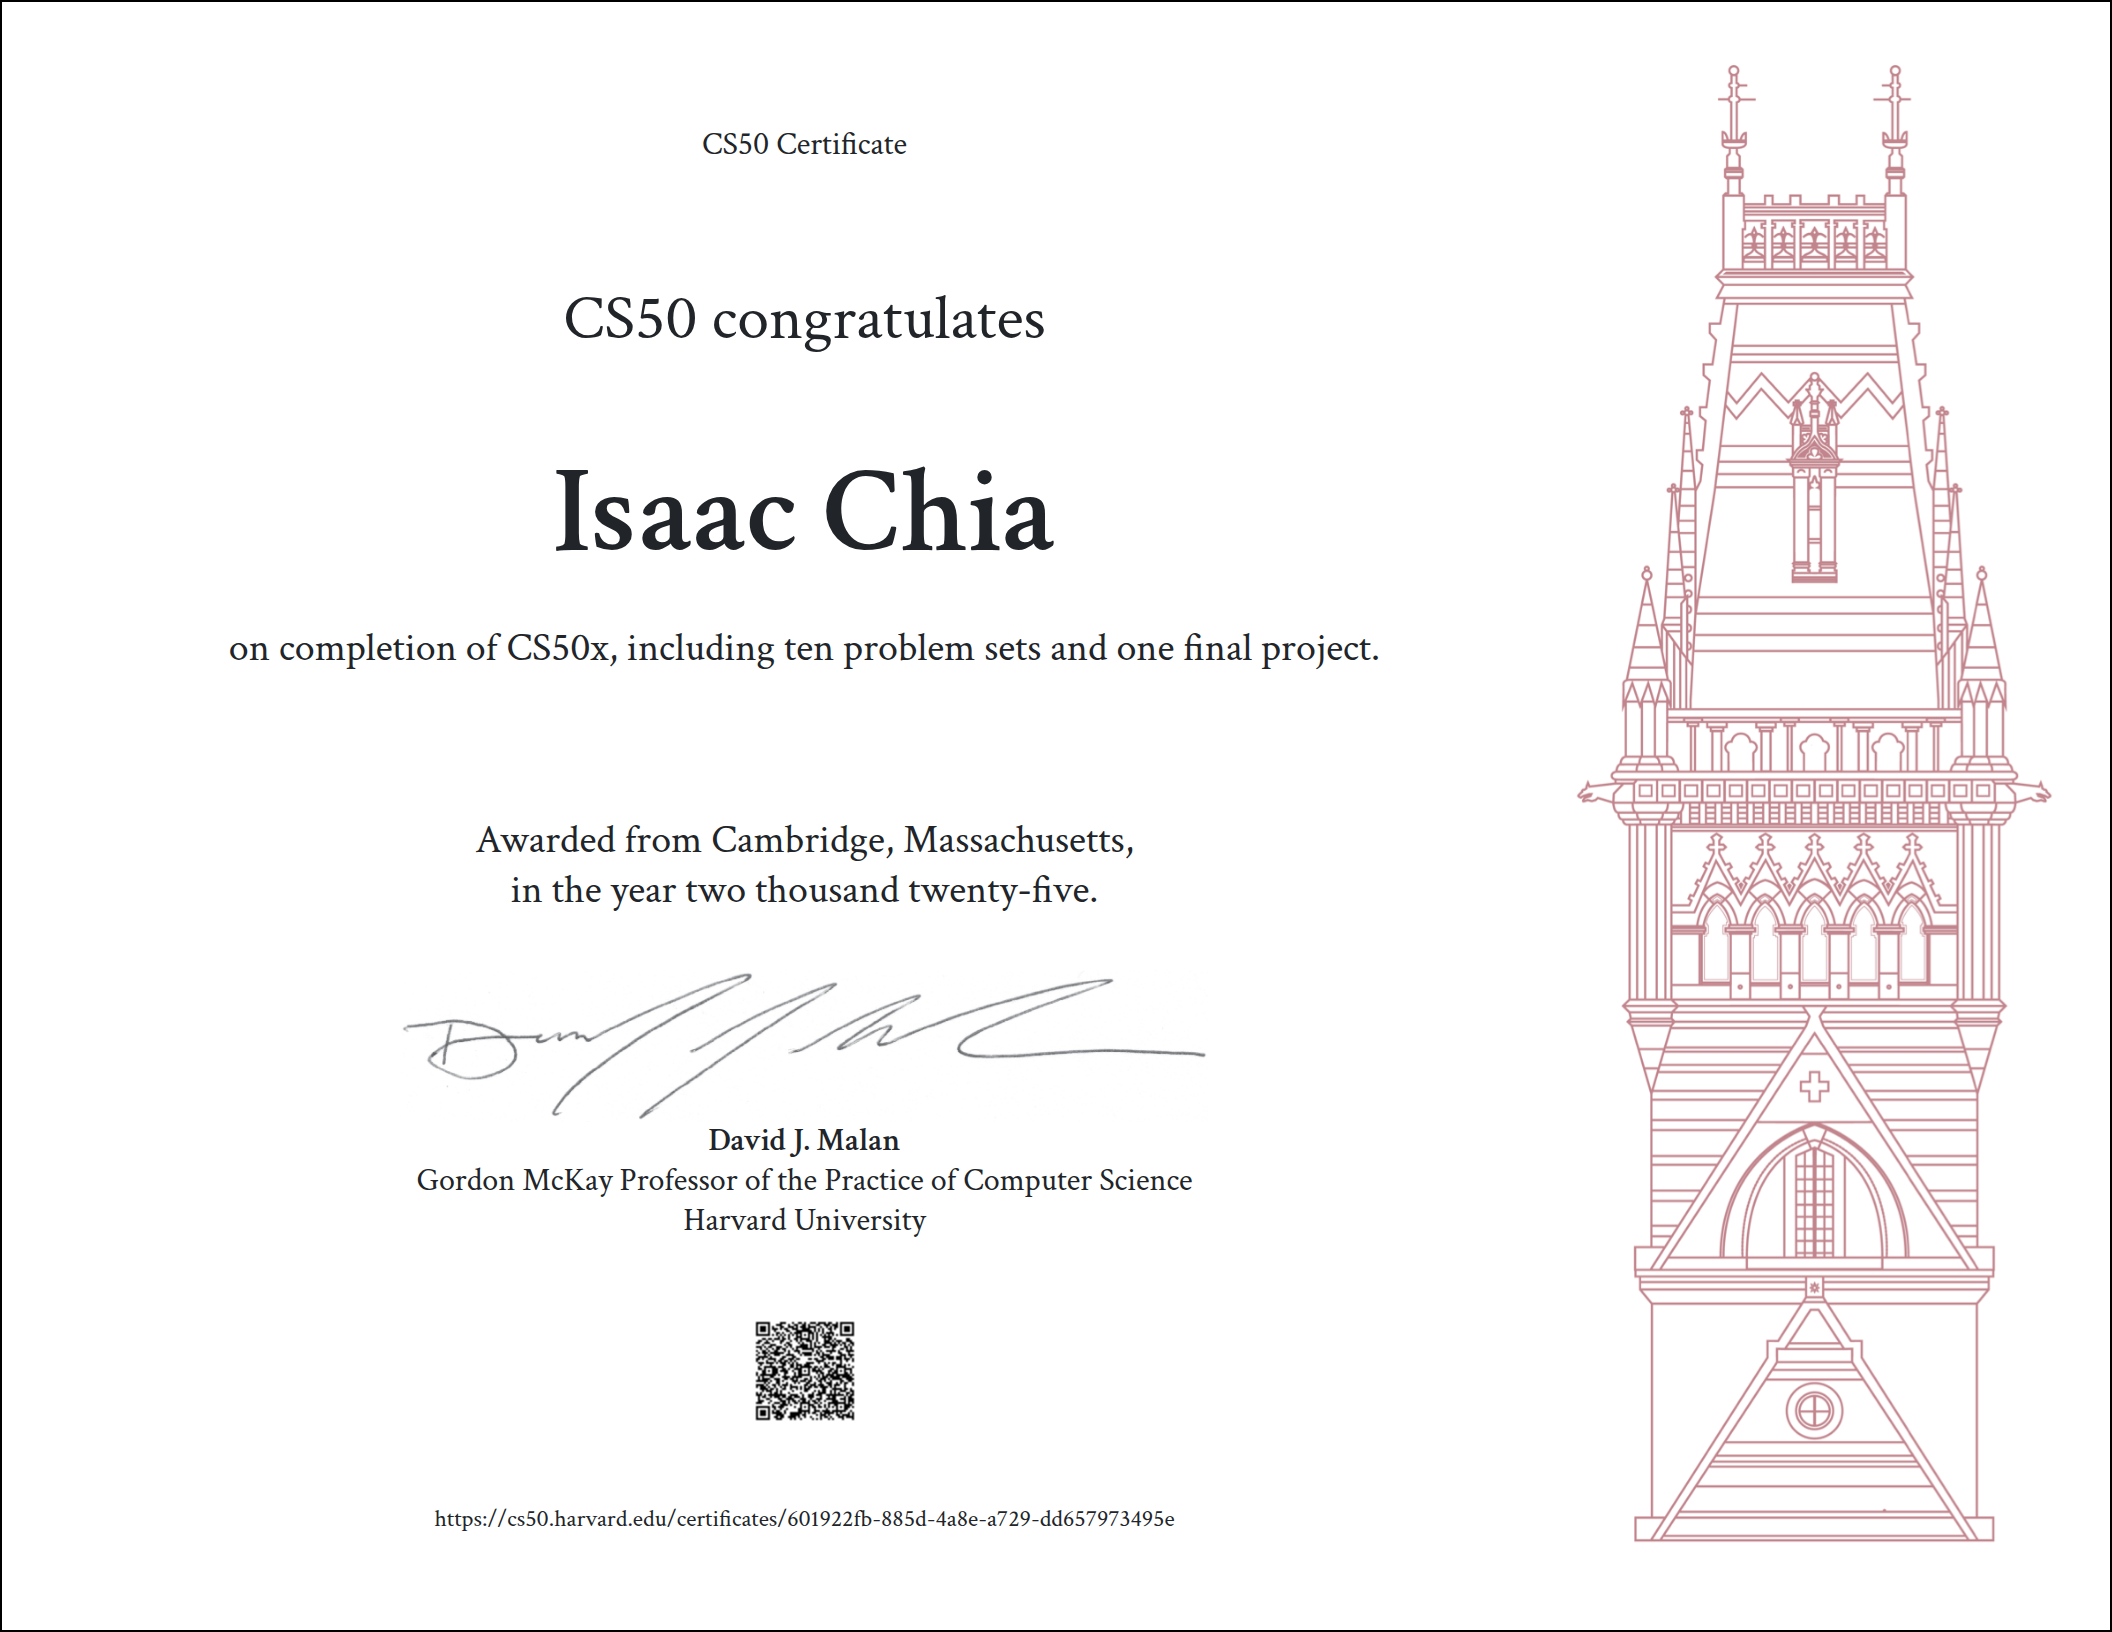 CS50 Certificate
CS50 congratulates
Isaac Chia
on completion of CS50x, including ten problem sets and one final project.
Awarded from Cambridge, Massachusetts,
in the year two thousand twenty-five.
David J. Malan
Gordon McKay Professor of the Practice of Computer Science
Harvard University
https://cs50.harvard.edu/certificates/601922fb-885d-4a8e-a729-dd657973495e